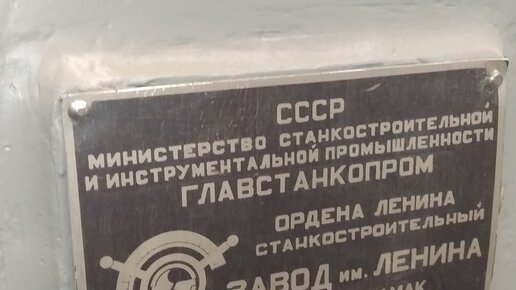 СССР
МИНИСТЕРСТВО СТАНКОСТРОИТЕЛЬНОЙ
И ИНСТРУМЕНТАЛЬНОЙ ПРОМЫШЛЕННОСТИ
ГЛАВСТАНКОПРОМ
ОРДЕНА ЛЕНИНА
СТАНКОСТРОИТЕЛЬНЫЙ
ЗАВОД им. ЛЕНИНА